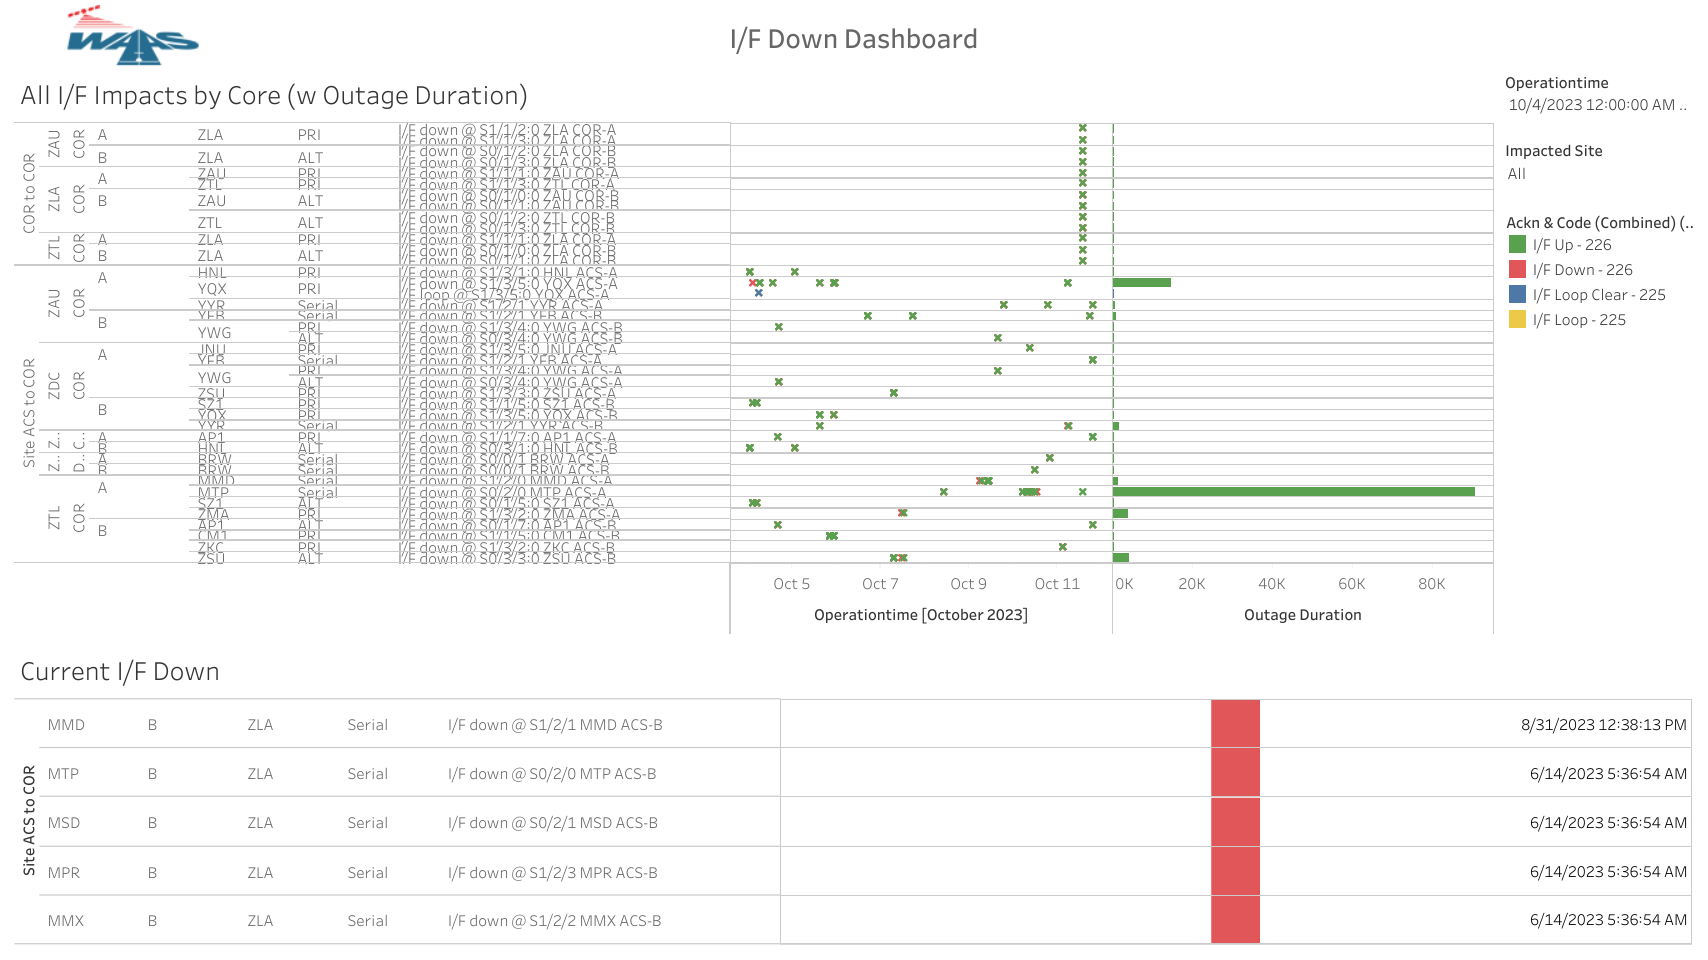 WAAS
I/F Down Dashboard
All I/F Impacts by Core (w Outage Duration)
Operationtime
10/4/2023 12:00:00 AM ..
Impacted Site
All
Ackn & Code (Combined) (..
I/F Up - 226
I/F Down - 226
I/F Loop Clear - 225
I/F Loop - 225
COR to COR
ZAU COR A ZLA PRI I/F down @ S1/1/2:0 ZLA COR-A
I/F down @ S1/1/3:0 ZLA COR-A
B ZLA ALT I/F down @ S0/1/2:0 ZLA COR-B
I/F down @ S0/1/3:0 ZLA COR-B
ZLA COR A ZAU PRI I/F down @ S1/1/1:0 ZAU COR-A
ZTL PRI I/F down @ S1/1/3:0 ZTL COR-A
B ZAU ALT I/F down @ S0/1/0:0 ZAU COR-B
I/F down @ S0/1/1:0 ZAU COR-B
ZTL ALT I/F down @ S0/1/2:0 ZTL COR-B
I/F down @ S0/1/3:0 ZTL COR-B
ZTL COR A ZLA PRI I/F down @ S1/1/1:0 ZLA COR-A
B ZLA ALT I/F down @ S0/1/0:0 ZLA COR-B
I/F down @ S0/1/1:0 ZLA COR-B
Site ACS to COR
ZAU COR A HNL PRI I/F down @ S1/3/1:0 HNL ACS-A
YQX PRI I/F down @ S1/3/5:0 YQX ACS-A
I/F loop @ S1/3/5:0 YQX ACS-A
YYR Serial I/F down @ S1/2/1 YYR ACS-A
B YFB Serial I/F down @ S1/2/1 YFB ACS-B
YWG PRI I/F down @ S1/3/4:0 YWG ACS-B
ALT I/F down @ S0/3/4:0 YWG ACS-B
ZDC COR A JNU PRI I/F down @ S1/3/5:0 JNU ACS-A
YFB Serial I/F down @ S1/2/1 YFB ACS-A
YWG PRI I/F down @ S1/3/4:0 YWG ACS-A
ALT I/F down @ S0/3/4:0 YWG ACS-A
ZSU PRI I/F down @ S1/3/3:0 ZSU ACS-A
B SZ1 PRI I/F down @ S1/1/5:0 SZ1 ACS-B
YQX PRI I/F down @ S1/3/5:0 YQX ACS-B
YYR Serial I/F down @ S1/2/1 YYR ACS-B
Z.. C.. A AP1 PRI I/F down @ S1/1/7:0 AP1 ACS-A
B HNL ALT I/F down @ S0/3/1:0 HNL ACS-B
Z.. D.. A BRW Serial I/F down @ S0/0/1 BRW ACS-A
B BRW Serial I/F down @ S0/0/1 BRW ACS-B
ZTL COR A MMD Serial I/F down @ S1/2/0 MMD ACS-A
MTP Serial I/F down @ S0/2/0 MTP ACS-A
SZ1 ALT I/F down @ S0/1/5:0 SZ1 ACS-A
ZMA PRI I/F down @ S1/3/2:0 ZMA ACS-A
B AP1 ALT I/F down @ S0/1/7:0 AP1 ACS-B
CM1 PRI I/F down @ S1/1/5:0 CM1 ACS-B
ZKC PRI I/F down @ S1/3/2:0 ZKC ACS-B
ZSU ALT I/F down @ S0/3/3:0 ZSU ACS-B
Oct 5 Oct 7 Oct 9 Oct 11 0K 20K 40K 60K 80K
Operationtime [October 2023] Outage Duration
Current I/F Down
Site ACS to COR
MMD B ZLA Serial I/F down @ S1/2/1 MMD ACS-B 8/31/2023 12:38:13 PM
MTP B ZLA Serial I/F down @ S0/2/0 MTP ACS-B 6/14/2023 5:36:54 AM
MSD B ZLA Serial I/F down @ S0/2/1 MSD ACS-B 6/14/2023 5:36:54 AM
MPR B ZLA Serial I/F down @ S1/2/3 MPR ACS-B 6/14/2023 5:36:54 AM
MMX B ZLA Serial I/F down @ S1/2/2 MMX ACS-B 6/14/2023 5:36:54 AM